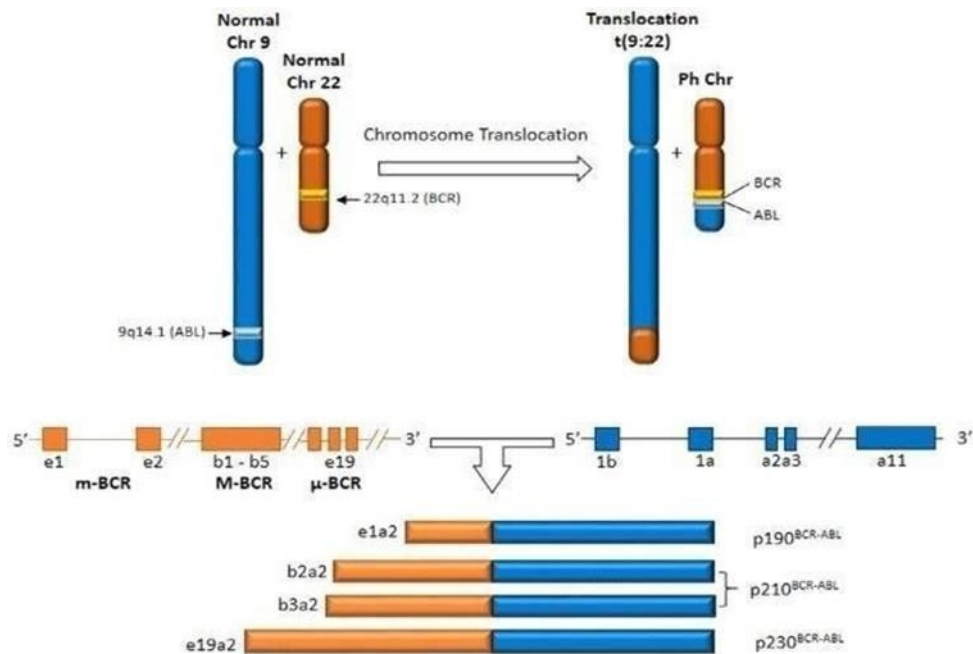 Normal
Chr 9
Normal
Chr 22
+
Chromosome Translocation
22q11.2 (BCR)
9q14.1 (ABL)
Translocation
t(9:22)
Ph Chr
+
BCR
ABL
5’ 3’
e1 e2 b1 - b5 e19
m-BCR M-BCR μ-BCR
5’ 3’
1b 1a a2a3 a11
e1a2 p190BCR-ABL
b2a2
p210BCR-ABL
b3a2
e19a2 p230BCR-ABL